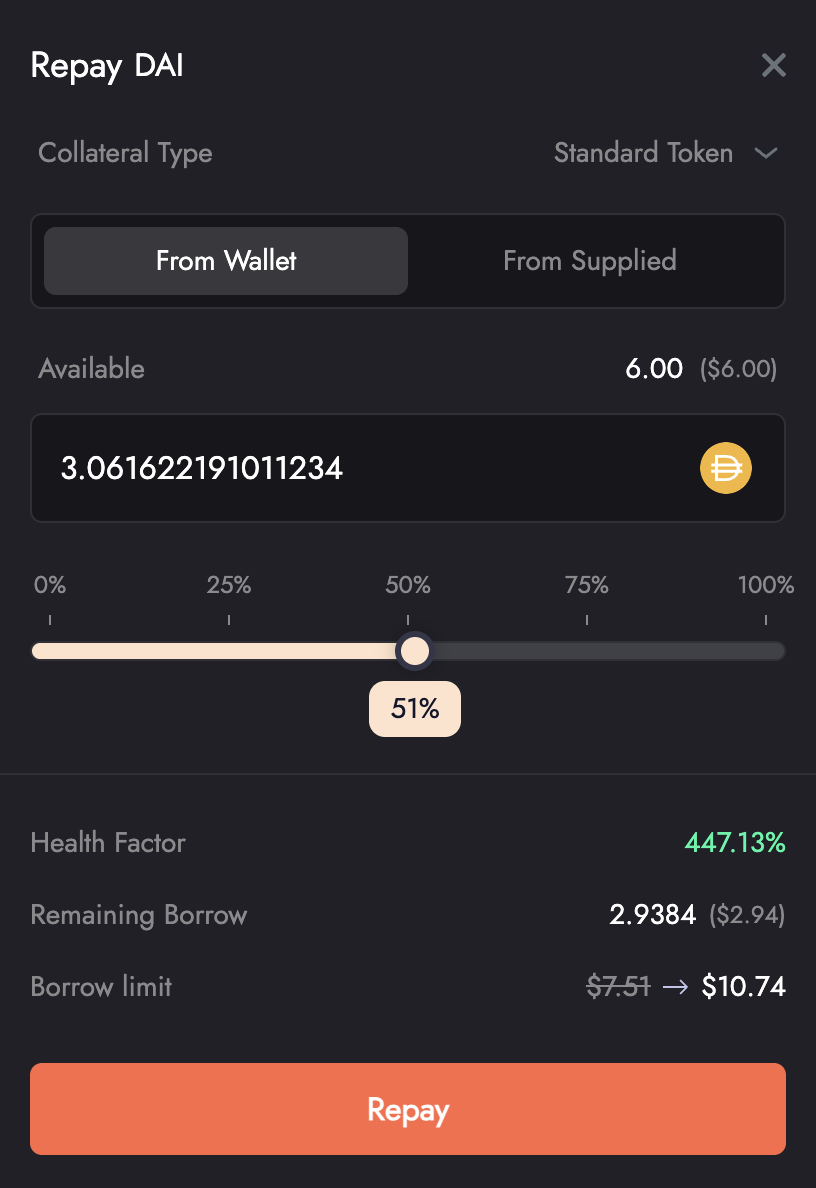 Repay DAI
Collateral Type Standard Token
From Wallet From Supplied
Available 6.00 ($6.00)
3.061622191011234
0% 25% 50% 75% 100%
51%
Health Factor 447.13%
Remaining Borrow 2.9384 ($2.94)
Borrow limit $7.51 → $10.74
Repay